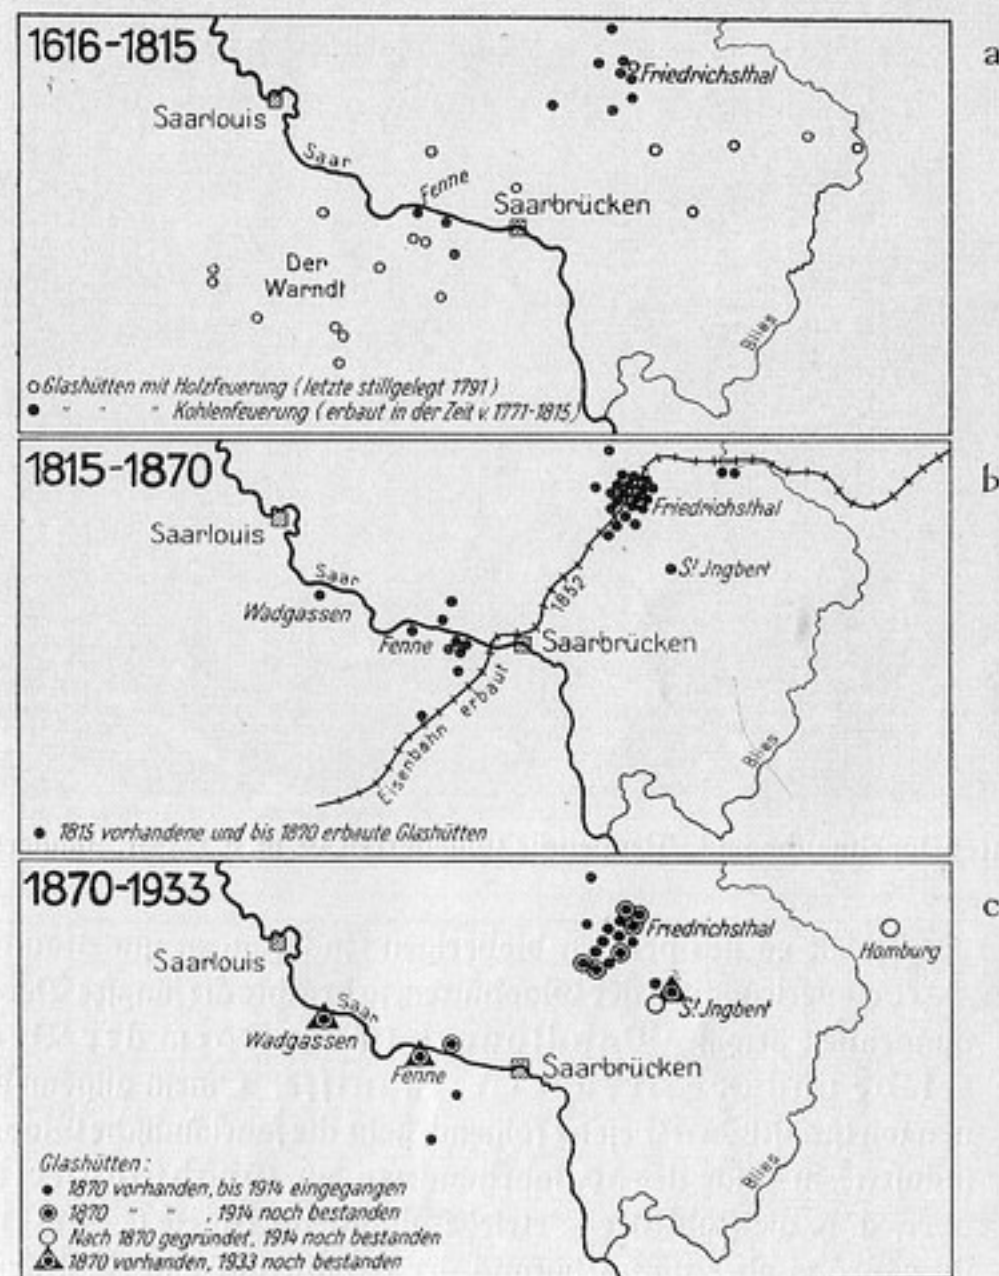 1616-1815
a
Friedrichsthal
Saarlouis
Saar
Fenne
Saarbrücken
Der
Warndt
Blies
Glashütten mit Holzfeuerung (letzte stillgelegt 1791)
" " " Kohlenfeuerung (erbaut in der Zeit v. 1771-1815)
1815-1870
b
Friedrichsthal
Saarlouis
St Jngbert
Saar
1852
Wadgassen
Fenne
Saarbrücken
Eisenbahn erbaut
Blies
1815 vorhandene und bis 1870 erbaute Glashütten
1870-1933
c
Friedrichsthal
Homburg
Saarlouis
St Jngbert
Saar
Wadgassen
Fenne
Saarbrücken
Blies
Glashütten:
1870 vorhanden, bis 1914 eingegangen
1870 " " , 1914 noch bestanden
Nach 1870 gegründet, 1914 noch bestanden
1870 vorhanden, 1933 noch bestanden